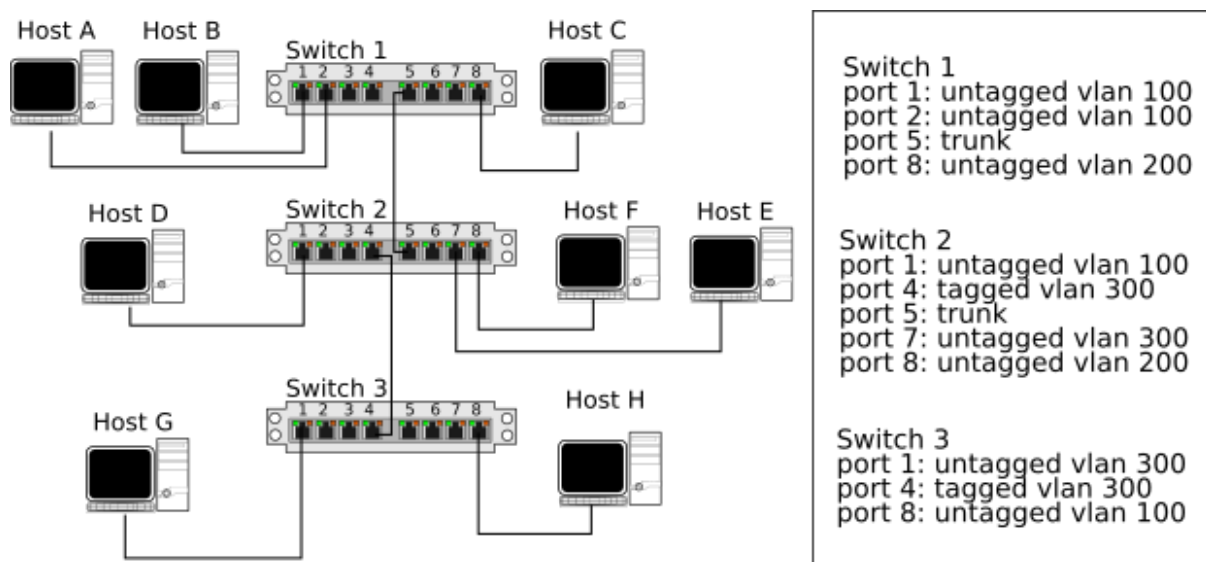 Host A
Host B
Switch 1
Host C
1 2 3 4 5 6 7 8
Host D
Switch 2
Host F
Host E
1 2 3 4 5 6 7 8
Host G
Switch 3
Host H
1 2 3 4 5 6 7 8
Switch 1
port 1: untagged vlan 100
port 2: untagged vlan 100
port 5: trunk
port 8: untagged vlan 200
Switch 2
port 1: untagged vlan 100
port 4: tagged vlan 300
port 5: trunk
port 7: untagged vlan 300
port 8: untagged vlan 200
Switch 3
port 1: untagged vlan 300
port 4: tagged vlan 300
port 8: untagged vlan 100